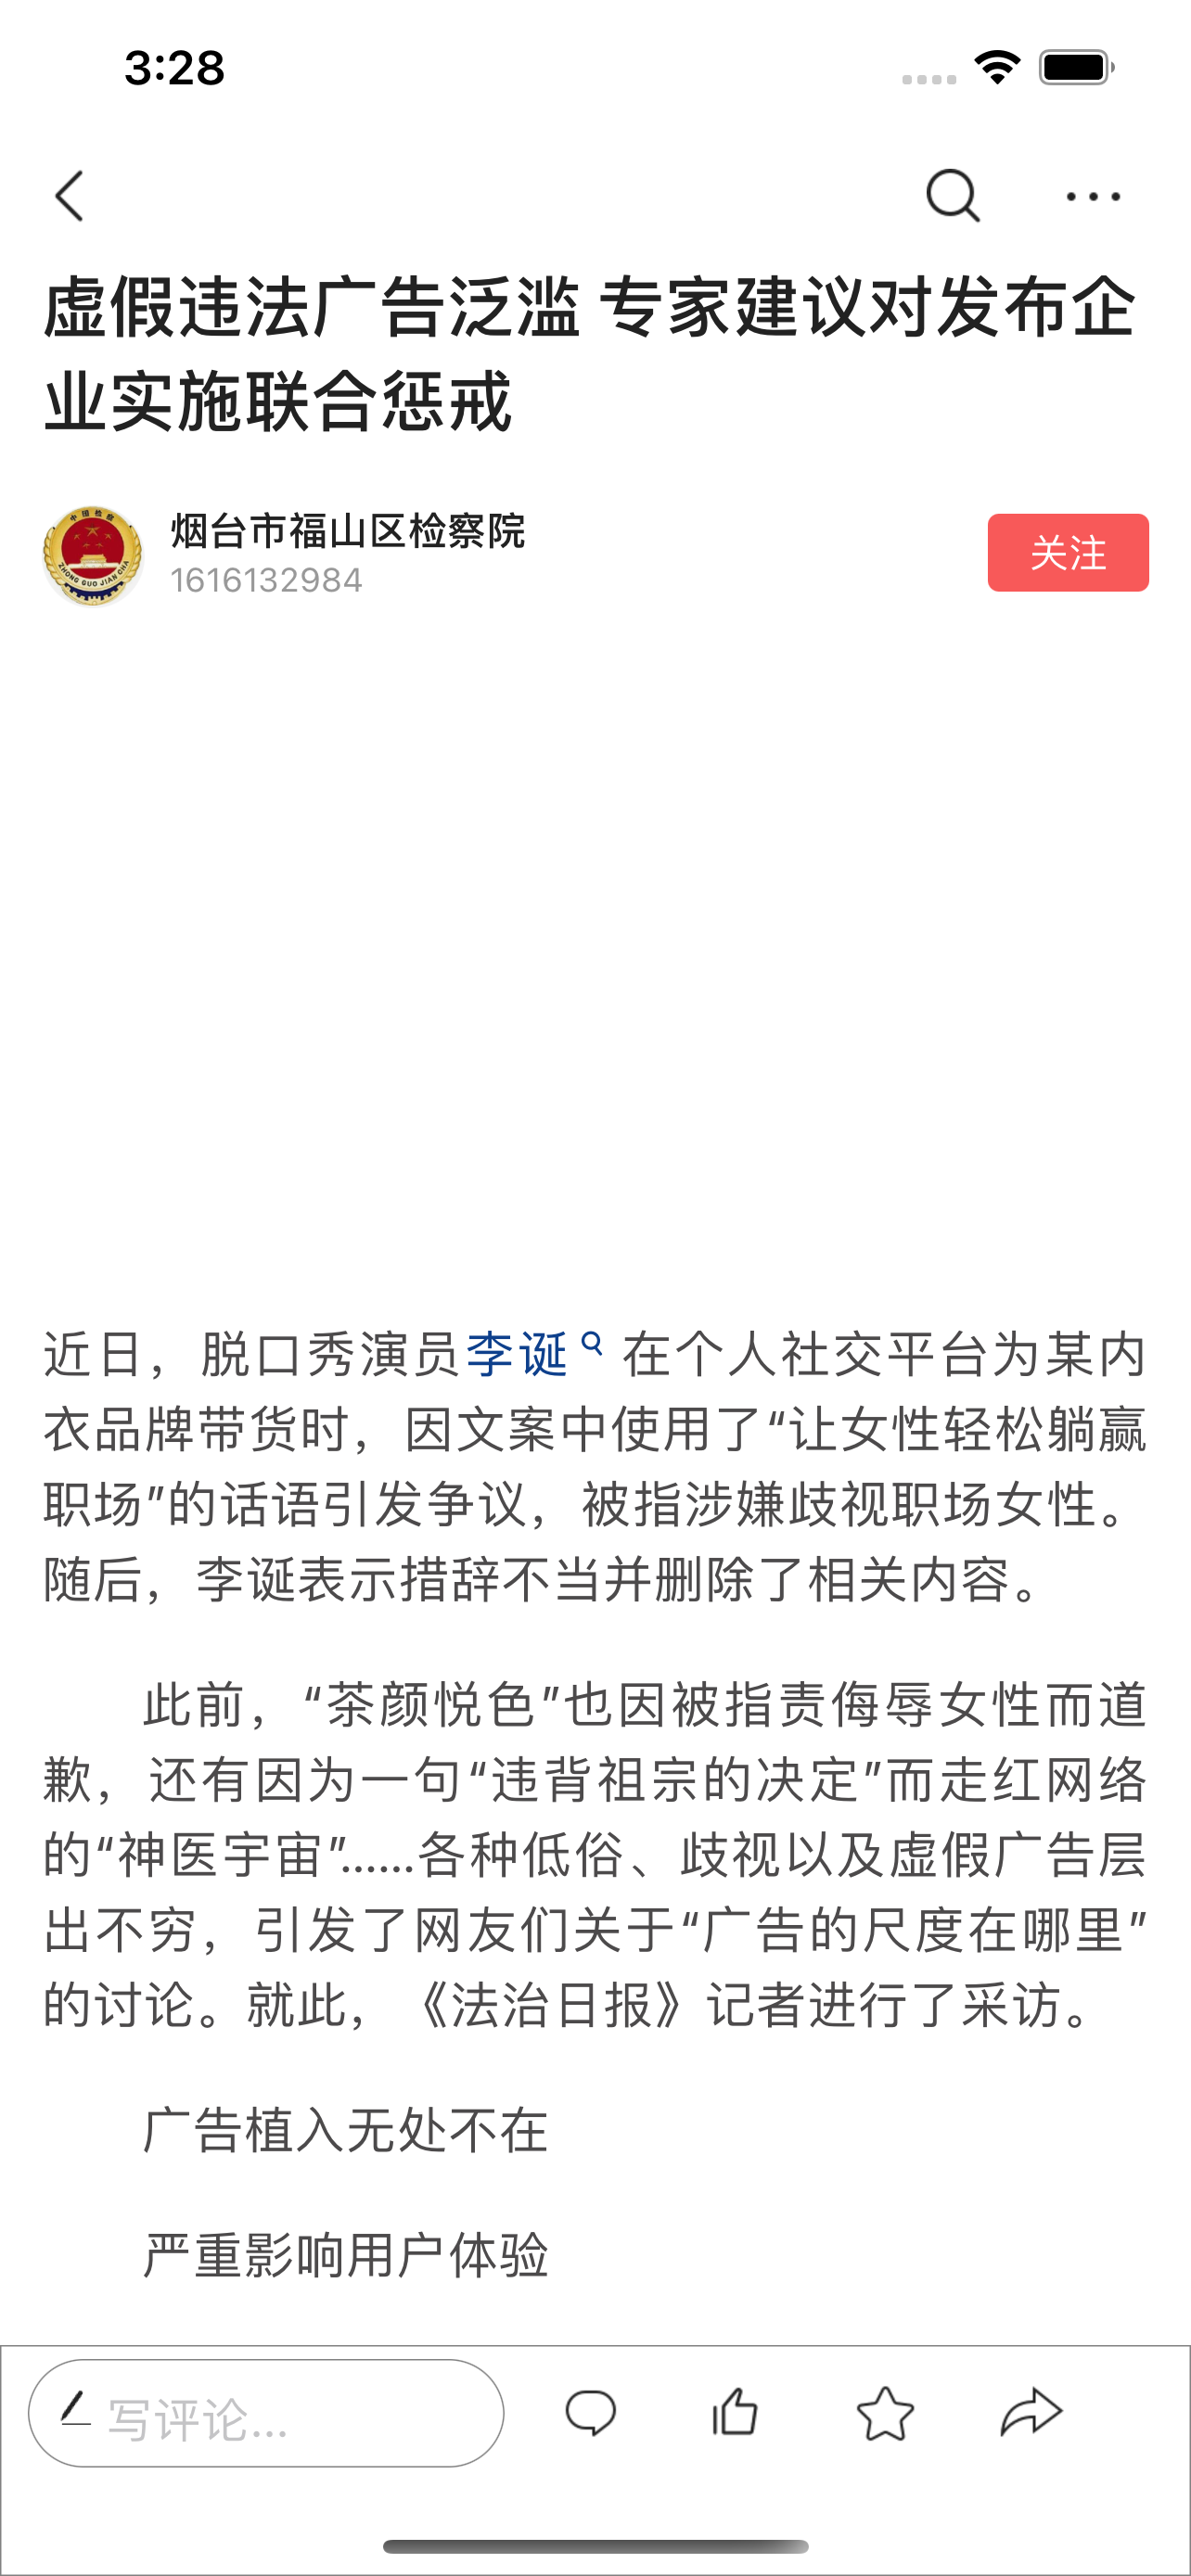 3:28
虚假违法广告泛滥 专家建议对发布企
业实施联合惩戒
中国检察
ZHONG GUO JIAN CHA
烟台市福山区检察院
1616132984
关注
近日，脱口秀演员李诞 在个人社交平台为某内
衣品牌带货时，因文案中使用了“让女性轻松躺赢
职场”的话语引发争议，被指涉嫌歧视职场女性。
随后，李诞表示措辞不当并删除了相关内容。
此前，“茶颜悦色”也因被指责侮辱女性而道
歉，还有因为一句“违背祖宗的决定”而走红网络
的“神医宇宙”……各种低俗、歧视以及虚假广告层
出不穷，引发了网友们关于“广告的尺度在哪里”
的讨论。就此，《法治日报》记者进行了采访。
广告植入无处不在
严重影响用户体验
写评论...